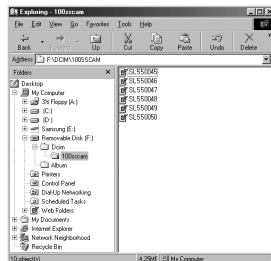 Exploring - 100sscam
File Edit View Go Favorites Tools Help
Back Forward Up Cut Copy Paste Undo Delete
Address F:\DCIM\100SSCAM
Folders
Desktop
My Computer
3½ Floppy (A:)
(C:)
(D:)
Samsung (E:)
Removable Disk (F:)
Dcim
100sscam
Album
Printers
Control Panel
Dial-Up Networking
Scheduled Tasks
Web Folders
My Documents
Internet Explorer
Network Neighborhood
Recycle Bin
SL550045
SL550046
SL550047
SL550048
SL550049
SL550050
10 object(s) 4.25MB My Computer